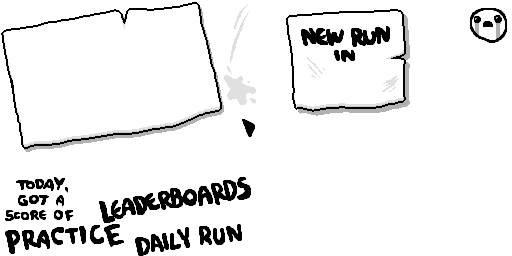 NEW RUN
IN
TODAY,
GOT A
SCORE OF
LEADERBOARDS
PRACTICE
DAILY RUN